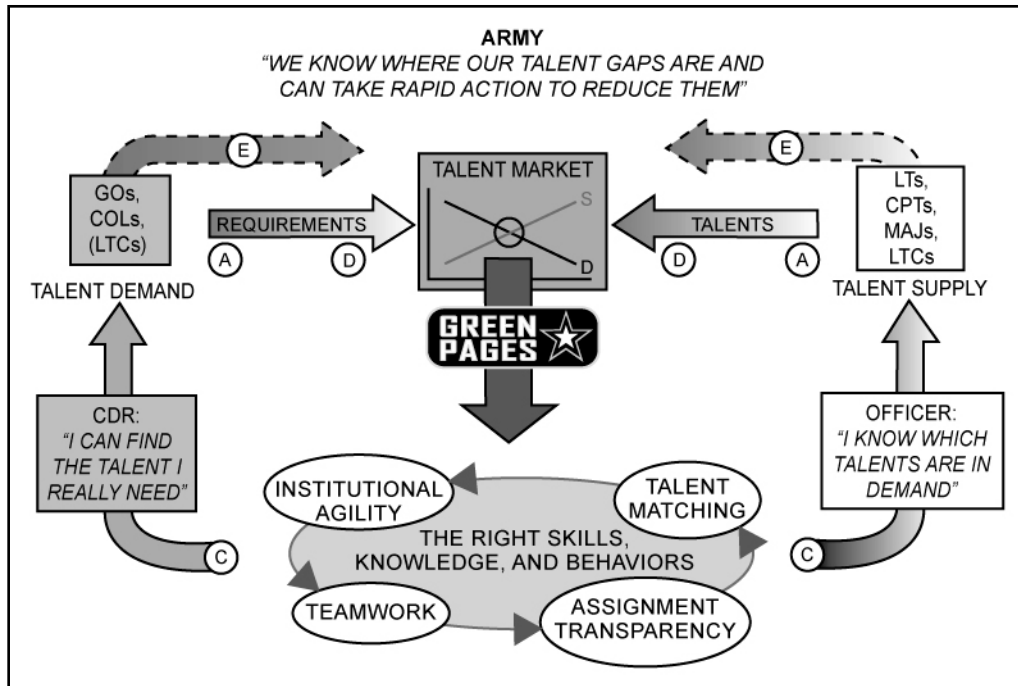 ARMY
“WE KNOW WHERE OUR TALENT GAPS ARE AND
CAN TAKE RAPID ACTION TO REDUCE THEM”
E
E
GOs,
COLs,
(LTCs)
REQUIREMENTS
A
D
TALENT DEMAND
TALENT MARKET
S
D
TALENTS
D
A
LTs,
CPTs,
MAJs,
LTCs
TALENT SUPPLY
GREEN
PAGES
CDR:
“I CAN FIND
THE TALENT I
REALLY NEED”
C
OFFICER:
“I KNOW WHICH
TALENTS ARE IN
DEMAND”
C
INSTITUTIONAL
AGILITY
TALENT
MATCHING
THE RIGHT SKILLS,
KNOWLEDGE, AND BEHAVIORS
TEAMWORK
ASSIGNMENT
TRANSPARENCY